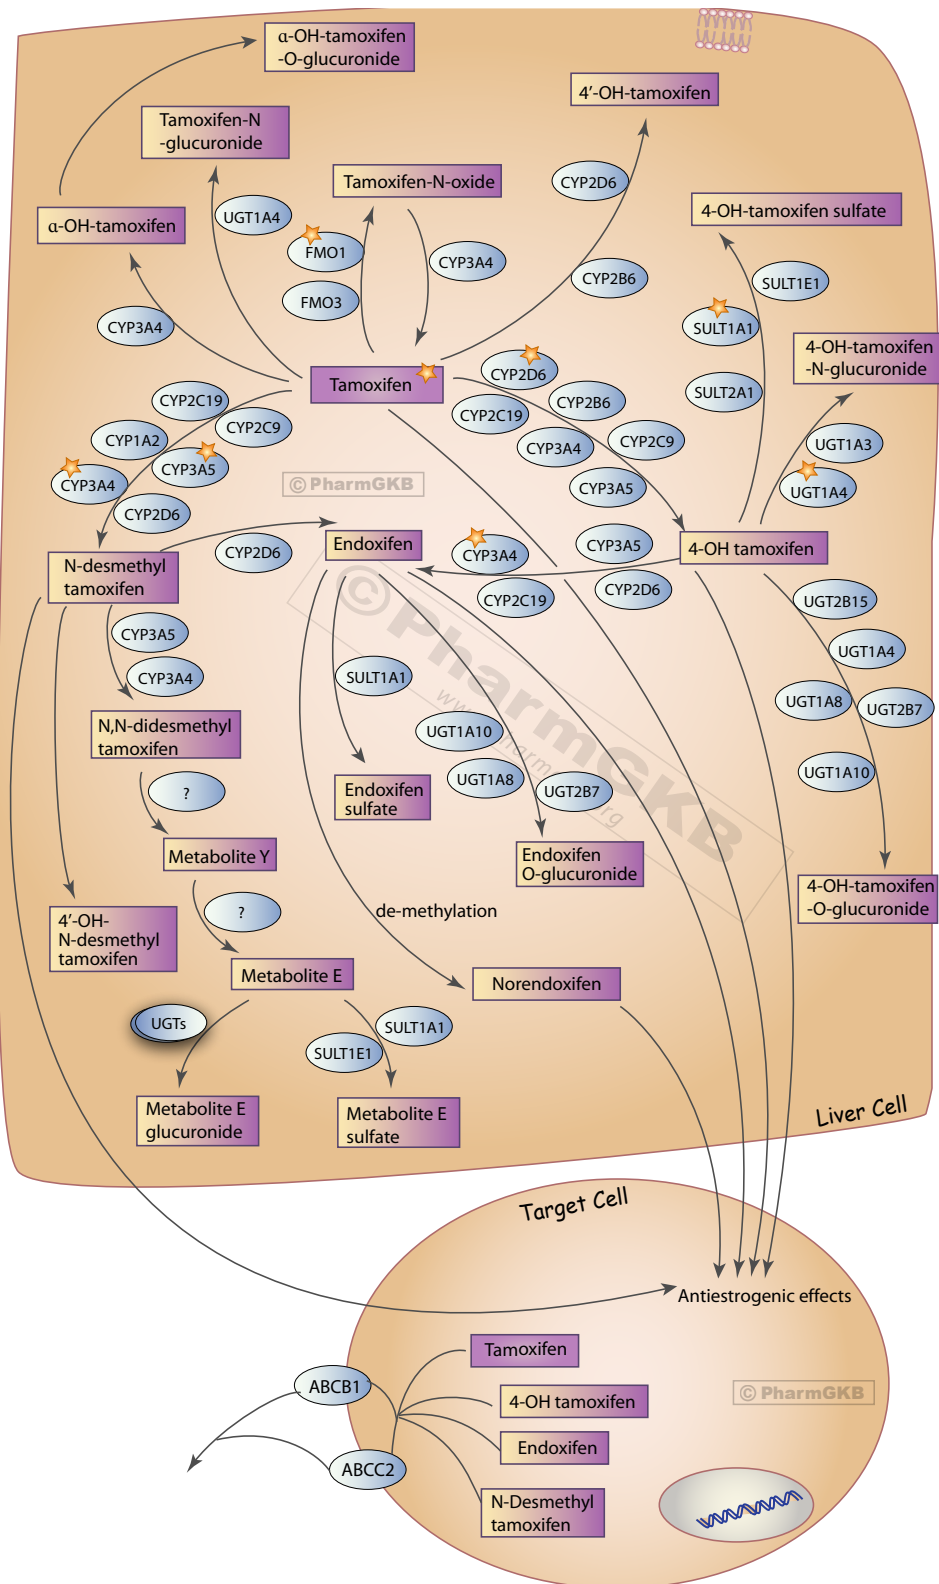 α-OH-tamoxifen
-O-glucuronide
4'-OH-tamoxifen
Tamoxifen-N
-glucuronide
Tamoxifen-N-oxide
CYP2D6
4-OH-tamoxifen sulfate
α-OH-tamoxifen
UGT1A4
FMO1
CYP3A4
CYP2B6
SULT1E1
FMO3
CYP3A4
SULT1A1
4-OH-tamoxifen
-N-glucuronide
Tamoxifen
CYP2D6
SULT2A1
CYP2C19
CYP2B6
CYP2C19
CYP2C9
CYP1A2
CYP3A4
CYP2C9
UGT1A3
CYP3A5
CYP3A4
CYP3A5
UGT1A4
© PharmGKB
CYP2D6
Endoxifen
CYP3A4
CYP3A5
4-OH tamoxifen
CYP2D6
N-desmethyl
tamoxifen
CYP2C19
CYP2D6
UGT2B15
© PharmGKB
www.pharmgkb.org
CYP3A5
UGT1A4
CYP3A4
SULT1A1
UGT1A8
UGT2B7
N,N-didesmethyl
tamoxifen
UGT1A10
UGT1A8
UGT1A10
?
UGT2B7
Endoxifen
sulfate
Metabolite Y
Endoxifen
O-glucuronide
4-OH-tamoxifen
-O-glucuronide
?
de-methylation
4'-OH-
N-desmethyl
tamoxifen
Metabolite E
Norendoxifen
UGTs
SULT1A1
SULT1E1
Metabolite E
glucuronide
Metabolite E
sulfate
Liver Cell
Target Cell
Antiestrogenic effects
Tamoxifen
ABCB1
4-OH tamoxifen
© PharmGKB
Endoxifen
ABCC2
N-Desmethyl
tamoxifen